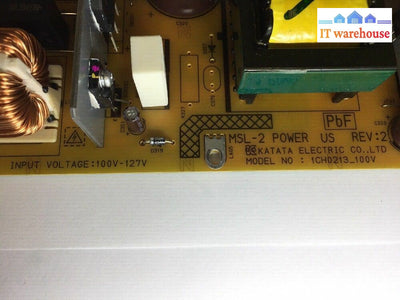 IT warehouse
PbF
MSL-2 POWER US REV:2
KATATA ELECTRIC CO.,LTD
INPUT VOLTAGE:100V-127V
MODEL NO : 1CH0213_100V